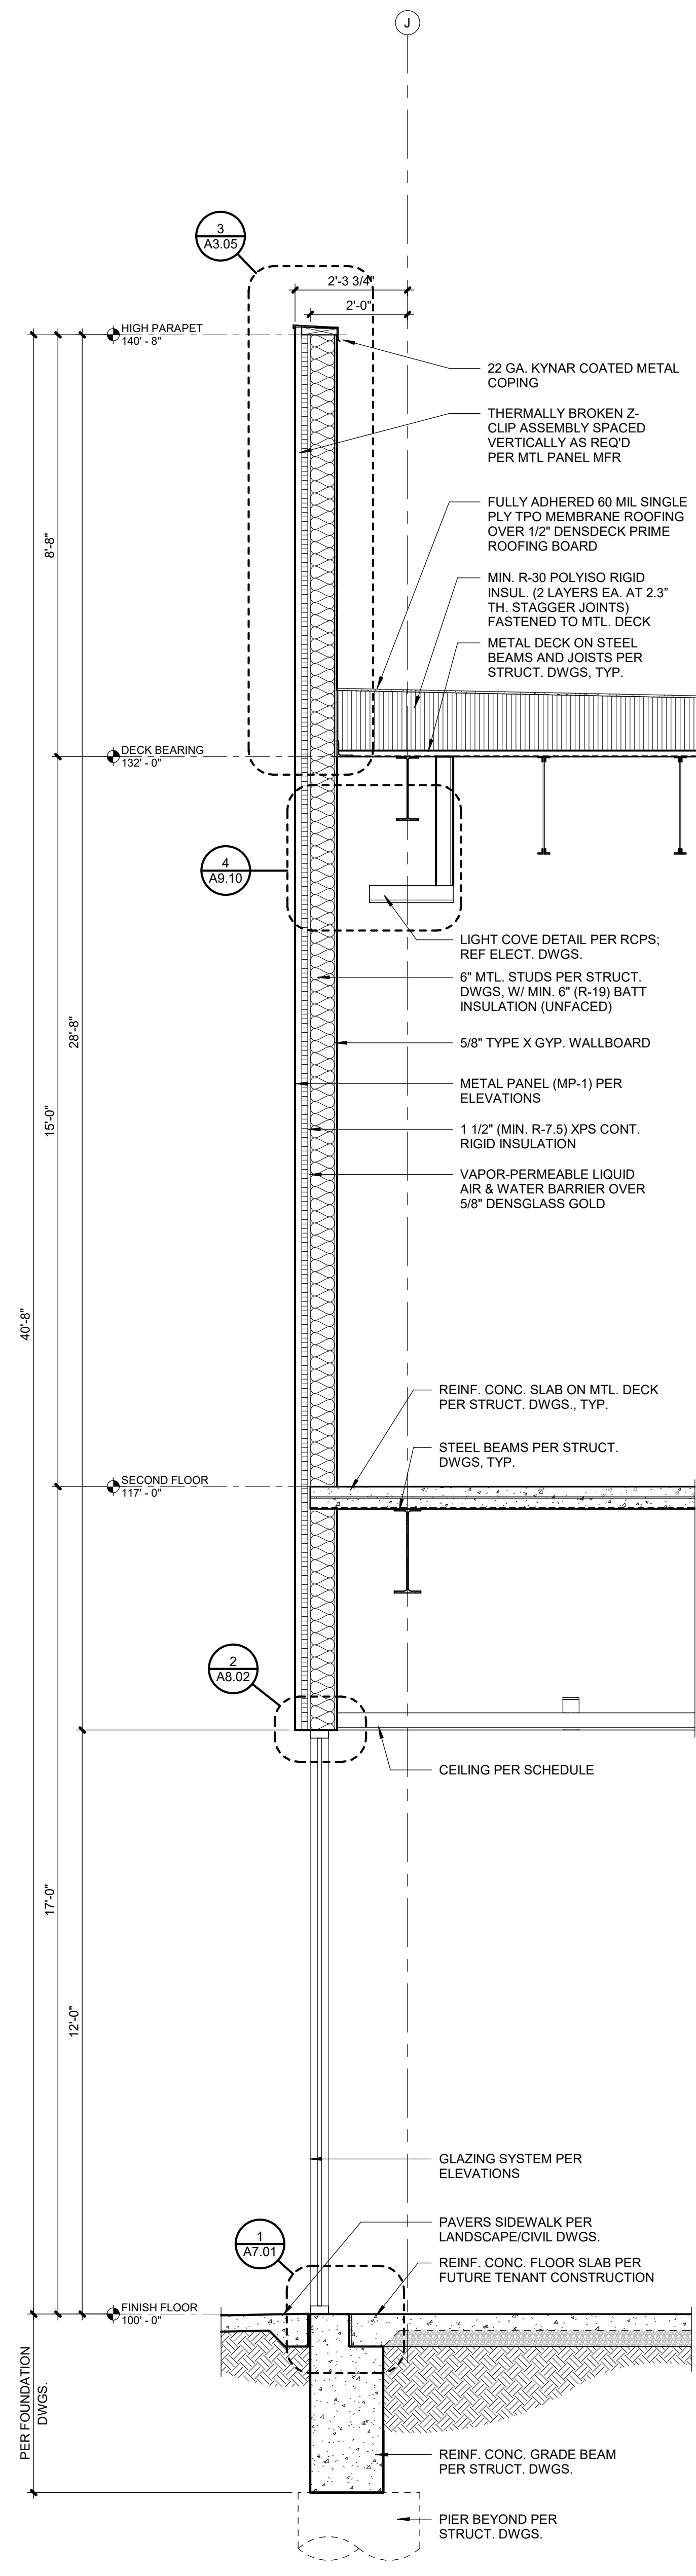 J
3
A3.05
2'-3 3/4"
2'-0"
HIGH PARAPET
140' - 8"
22 GA. KYNAR COATED METAL
COPING
THERMALLY BROKEN Z-
CLIP ASSEMBLY SPACED
VERTICALLY AS REQ'D
PER MTL PANEL MFR
FULLY ADHERED 60 MIL SINGLE
PLY TPO MEMBRANE ROOFING
OVER 1/2" DENSDECK PRIME
ROOFING BOARD
8'-8"
MIN. R-30 POLYISO RIGID
INSUL. (2 LAYERS EA. AT 2.3"
TH. STAGGER JOINTS)
FASTENED TO MTL. DECK
METAL DECK ON STEEL
BEAMS AND JOISTS PER
STRUCT. DWGS, TYP.
DECK BEARING
132' - 0"
4
A9.10
LIGHT COVE DETAIL PER RCPS;
REF ELECT. DWGS.
6" MTL. STUDS PER STRUCT.
DWGS, W/ MIN. 6" (R-19) BATT
INSULATION (UNFACED)
28'-8"
5/8" TYPE X GYP. WALLBOARD
METAL PANEL (MP-1) PER
ELEVATIONS
15'-0"
1 1/2" (MIN. R-7.5) XPS CONT.
RIGID INSULATION
VAPOR-PERMEABLE LIQUID
AIR & WATER BARRIER OVER
5/8" DENSGLASS GOLD
40'-8"
REINF. CONC. SLAB ON MTL. DECK
PER STRUCT. DWGS., TYP.
STEEL BEAMS PER STRUCT.
DWGS, TYP.
SECOND FLOOR
117' - 0"
2
A8.02
CEILING PER SCHEDULE
17'-0"
12'-0"
GLAZING SYSTEM PER
ELEVATIONS
PAVERS SIDEWALK PER
LANDSCAPE/CIVIL DWGS.
1
A7.01
REINF. CONC. FLOOR SLAB PER
FUTURE TENANT CONSTRUCTION
FINISH FLOOR
100' - 0"
PER FOUNDATION
DWGS.
REINF. CONC. GRADE BEAM
PER STRUCT. DWGS.
PIER BEYOND PER
STRUCT. DWGS.